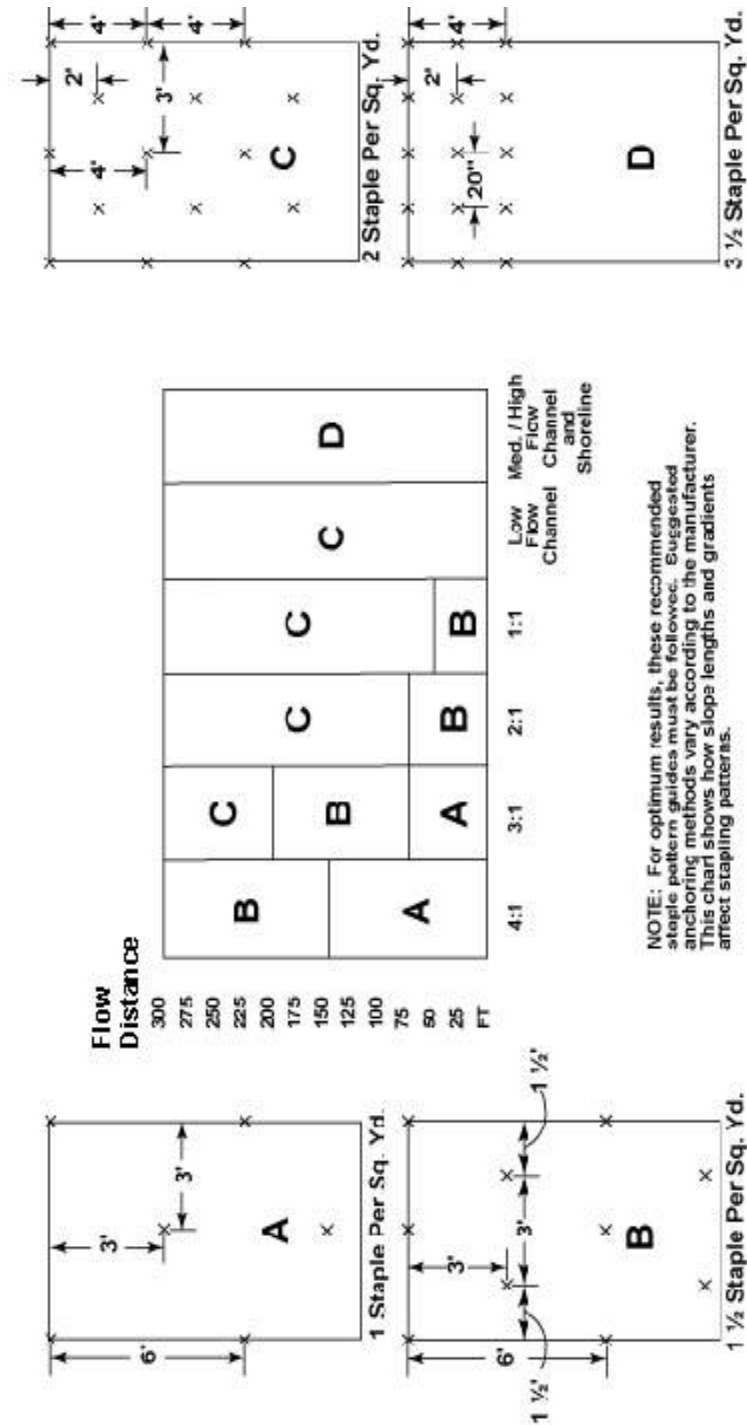 6'
3'
3'
A
1 Staple Per Sq. Yd.
6'
3'
1 ½'
3'
1 ½'
B
1 ½ Staple Per Sq. Yd.
Flow
Distance
300
275
250
225
200
175
150
125
100
75
50
25
FT
B
A
4:1
C
B
A
3:1
C
B
2:1
C
B
1:1
C
Low
Flow
Channel
D
Med. / High
Flow
Channel
and
Shoreline
NOTE: For optimum results, these recommended
staple pattern guides must be followed. Suggested
anchoring methods vary according to the manufacturer.
This chart shows how slope lengths and gradients
affect stapling patterns.
4'
2'
4'
4'
3'
C
2 Staple Per Sq. Yd.
4'
2'
20"
D
3 ½ Staple Per Sq. Yd.